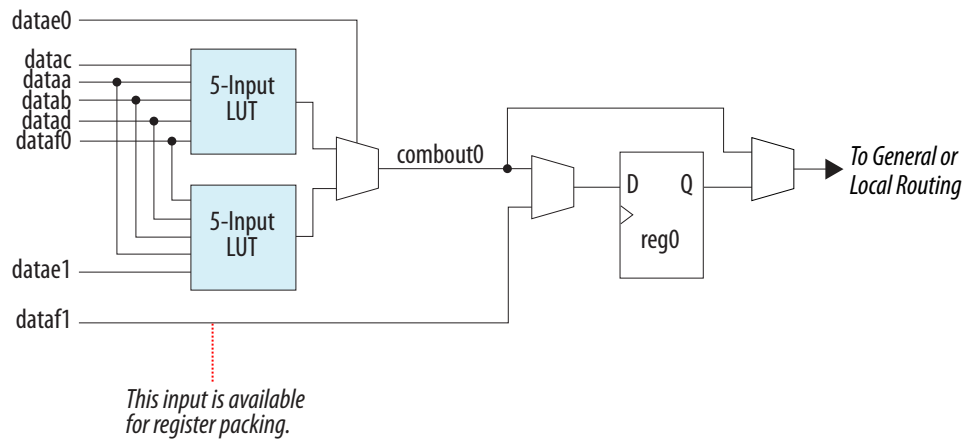 datae0
datac
dataa
datab
datad
dataf0
5-Input
LUT
5-Input
LUT
datae1
dataf1
combout0
D Q
reg0
To General or
Local Routing
This input is available
for register packing.